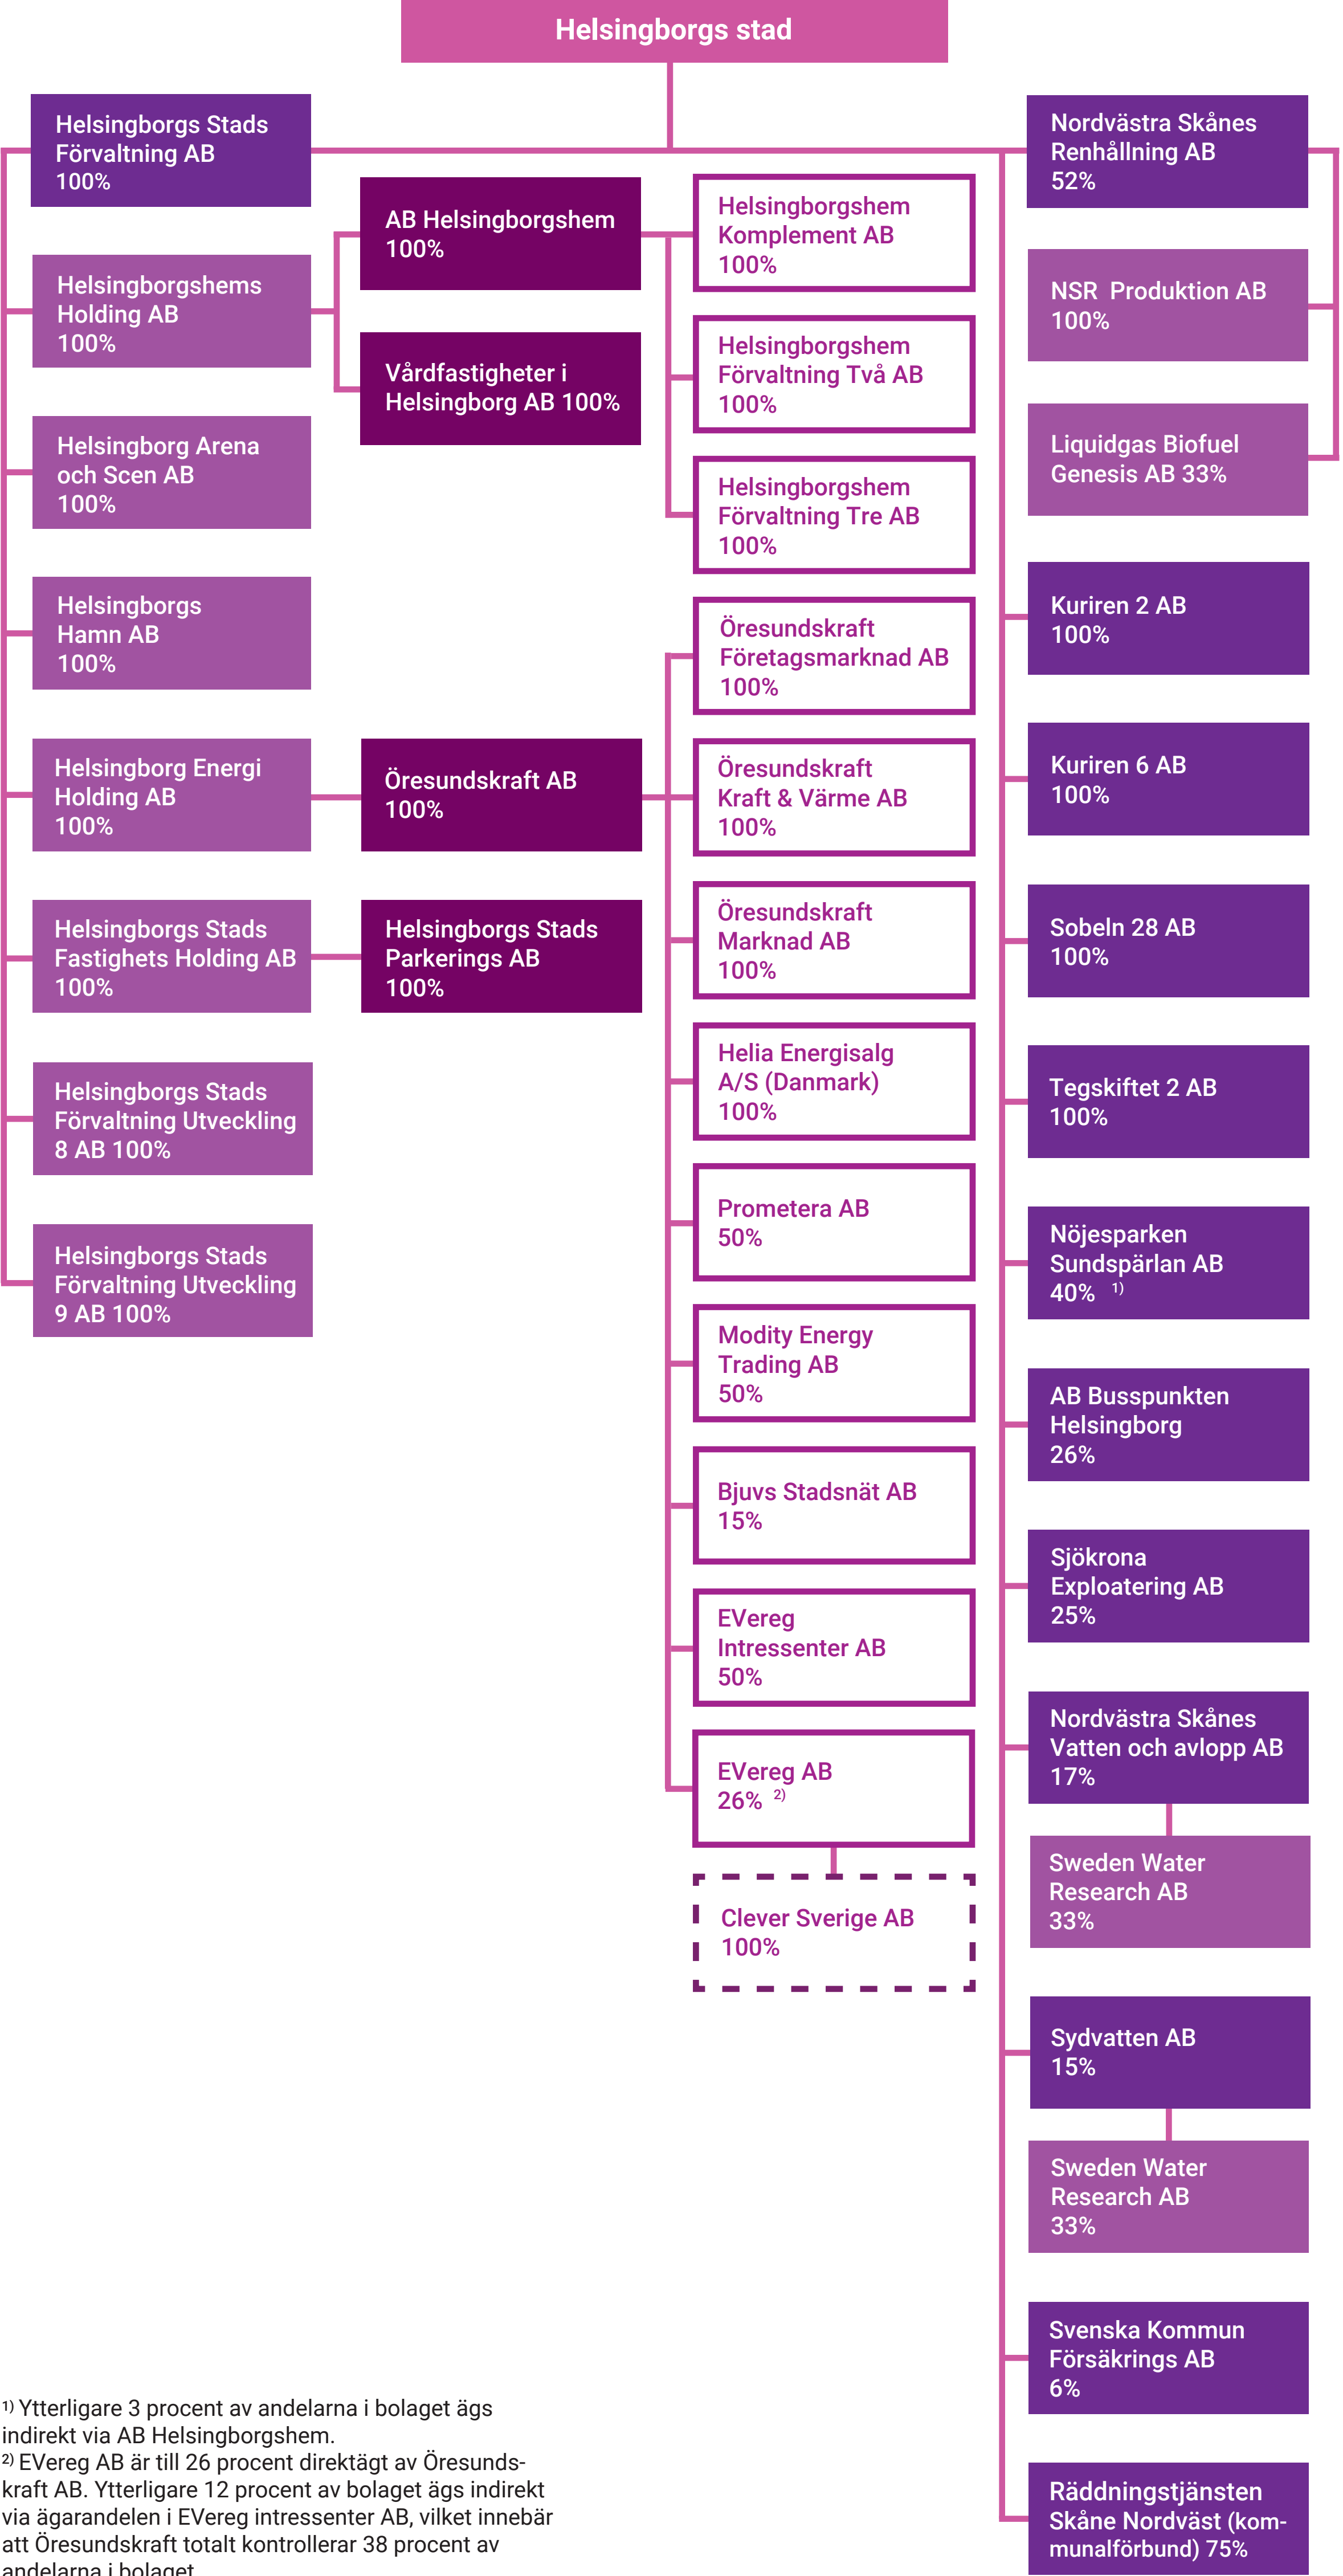 Helsingborgs stad
Helsingborgs Stads
Förvaltning AB
100%
Helsingborgshems
Holding AB
100%
Helsingborg Arena
och Scen AB
100%
Helsingborgs
Hamn AB
100%
Helsingborg Energi
Holding AB
100%
Helsingborgs Stads
Fastighets Holding AB
100%
Helsingborgs Stads
Förvaltning Utveckling
8 AB 100%
Helsingborgs Stads
Förvaltning Utveckling
9 AB 100%
AB Helsingborgshem
100%
Vårdfastigheter i
Helsingborg AB 100%
Öresundskraft AB
100%
Helsingborgs Stads
Parkerings AB
100%
Helsingborgshem
Komplement AB
100%
Helsingborgshem
Förvaltning Två AB
100%
Helsingborgshem
Förvaltning Tre AB
100%
Öresundskraft
Företagsmarknad AB
100%
Öresundskraft
Kraft & Värme AB
100%
Öresundskraft
Marknad AB
100%
Helia Energisalg
A/S (Danmark)
100%
Prometera AB
50%
Modity Energy
Trading AB
50%
Bjuvs Stadsnät AB
15%
EVereg
Intressenter AB
50%
EVereg AB
26% 2)
Clever Sverige AB
100%
Nordvästra Skånes
Renhållning AB
52%
NSR Produktion AB
100%
Liquidgas Biofuel
Genesis AB 33%
Kuriren 2 AB
100%
Kuriren 6 AB
100%
Sobeln 28 AB
100%
Tegskiftet 2 AB
100%
Nöjesparken
Sundspärlan AB
40% 1)
AB Busspunkten
Helsingborg
26%
Sjökrona
Exploatering AB
25%
Nordvästra Skånes
Vatten och avlopp AB
17%
Sweden Water
Research AB
33%
Sydvatten AB
15%
Sweden Water
Research AB
33%
Svenska Kommun
Försäkrings AB
6%
Räddningstjänsten
Skåne Nordväst (kom-
munalförbund) 75%
1) Ytterligare 3 procent av andelarna i bolaget ägs
indirekt via AB Helsingborgshem.
2) EVereg AB är till 26 procent direktägt av Öresunds-
kraft AB. Ytterligare 12 procent av bolaget ägs indirekt
via ägarandelen i EVereg intressenter AB, vilket innebär
att Öresundskraft totalt kontrollerar 38 procent av
andelarna i bolaget